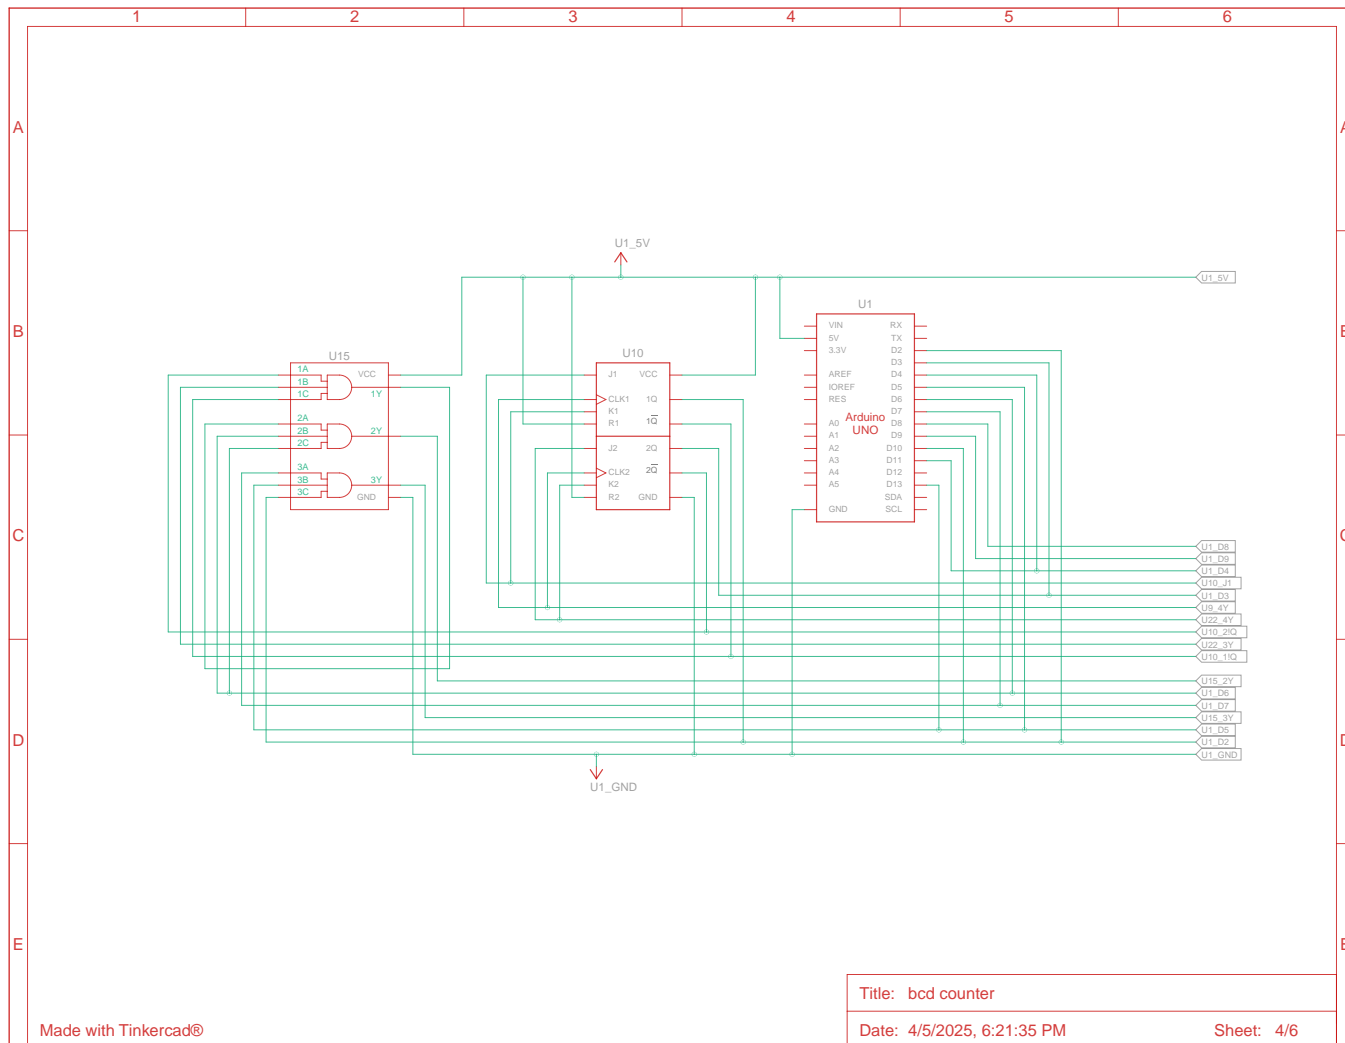 1 2 3 4 5 6
A A
U1_5V
U1_5V
U1
B B
VIN RX
5V TX
3.3V D2
D3
AREF D4
IOREF D5
RES D6
D7
A0 D8
A1 D9
A2 D10
A3 D11
A4 D12
A5 D13
SDA
GND SCL
Arduino
UNO
U15
1A VCC
1B
1C 1Y
2A
2B 2Y
2C
3A
3B 3Y
3C GND
U10
J1 VCC
CLK1 1Q
K1
R1 1Q
J2 2Q
CLK2 2Q
K2
R2 GND
C C
U1_D8
U1_D9
U1_D4
U10_J1
U1_D3
U9_4Y
U22_4Y
U10_2!Q
U22_3Y
U10_1!Q
U15_2Y
U1_D6
U1_D7
U15_3Y
U1_D5
U1_D2
U1_GND
D D
U1_GND
E E
Title: bcd counter
Made with Tinkercad®
Date: 4/5/2025, 6:21:35 PM Sheet: 4/6